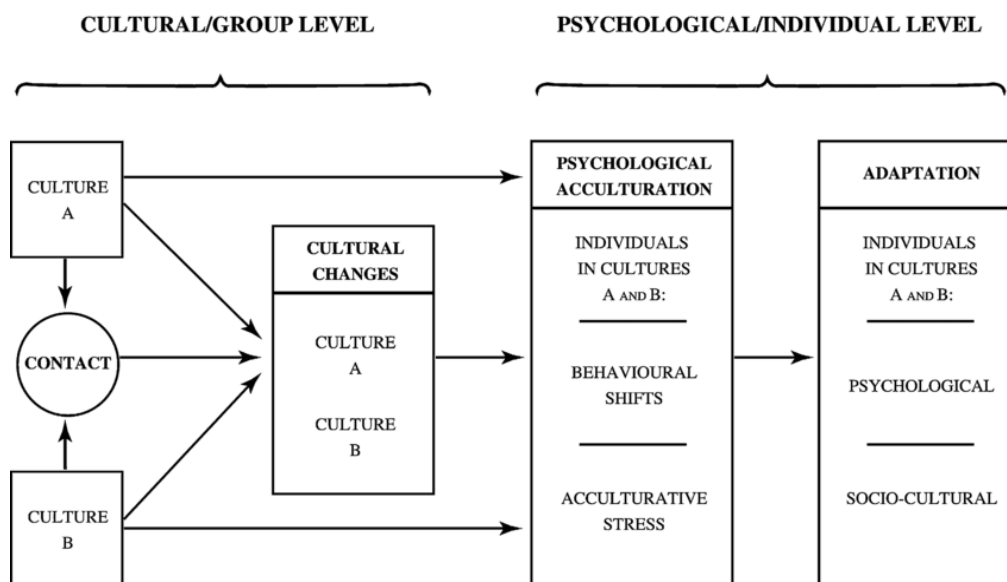 CULTURAL/GROUP LEVEL
PSYCHOLOGICAL/INDIVIDUAL LEVEL
CULTURE
A
CONTACT
CULTURE
B
CULTURAL
CHANGES
CULTURE
A
CULTURE
B
PSYCHOLOGICAL
ACCULTURATION
INDIVIDUALS
IN CULTURES
A AND B:
BEHAVIOURAL
SHIFTS
ACCULTURATIVE
STRESS
ADAPTATION
INDIVIDUALS
IN CULTURES
A AND B:
PSYCHOLOGICAL
SOCIO-CULTURAL